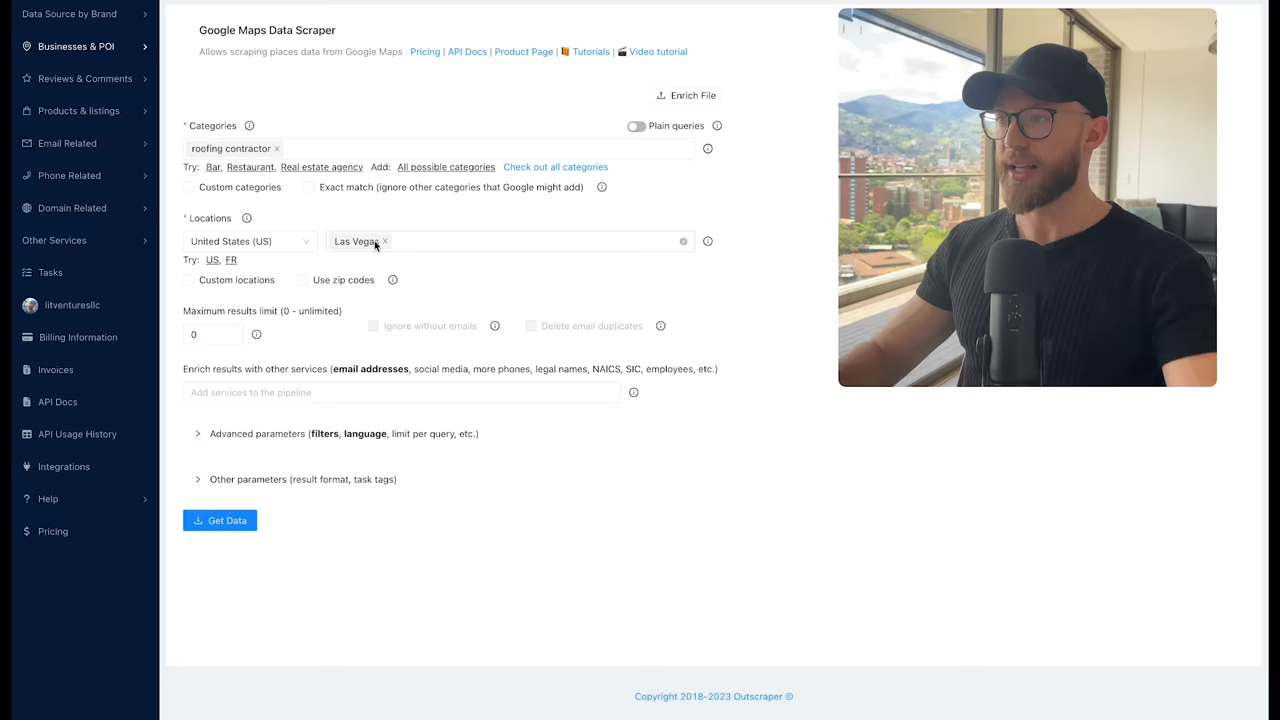 Data Source by Brand
Businesses & POI
Reviews & Comments
Products & listings
Email Related
Phone Related
Domain Related
Other Services
Tasks
litventuresllc
Billing Information
Invoices
API Docs
API Usage History
Integrations
Help
Pricing
Google Maps Data Scraper
Allows scraping places data from Google Maps Pricing | API Docs | Product Page | Tutorials | Video tutorial
Enrich File
* Categories
Plain queries
roofing contractor
Try: Bar, Restaurant, Real estate agency Add: All possible categories Check out all categories
Custom categories Exact match (ignore other categories that Google might add)
* Locations
United States (US) Las Vegas
Try: US, FR
Custom locations Use zip codes
Maximum results limit (0 - unlimited)
Ignore without emails Delete email duplicates
0
Enrich results with other services (email addresses, social media, more phones, legal names, NAICS, SIC, employees, etc.)
Add services to the pipeline
Advanced parameters (filters, language, limit per query, etc.)
Other parameters (result format, task tags)
Get Data
Copyright 2018-2023 Outscraper ©